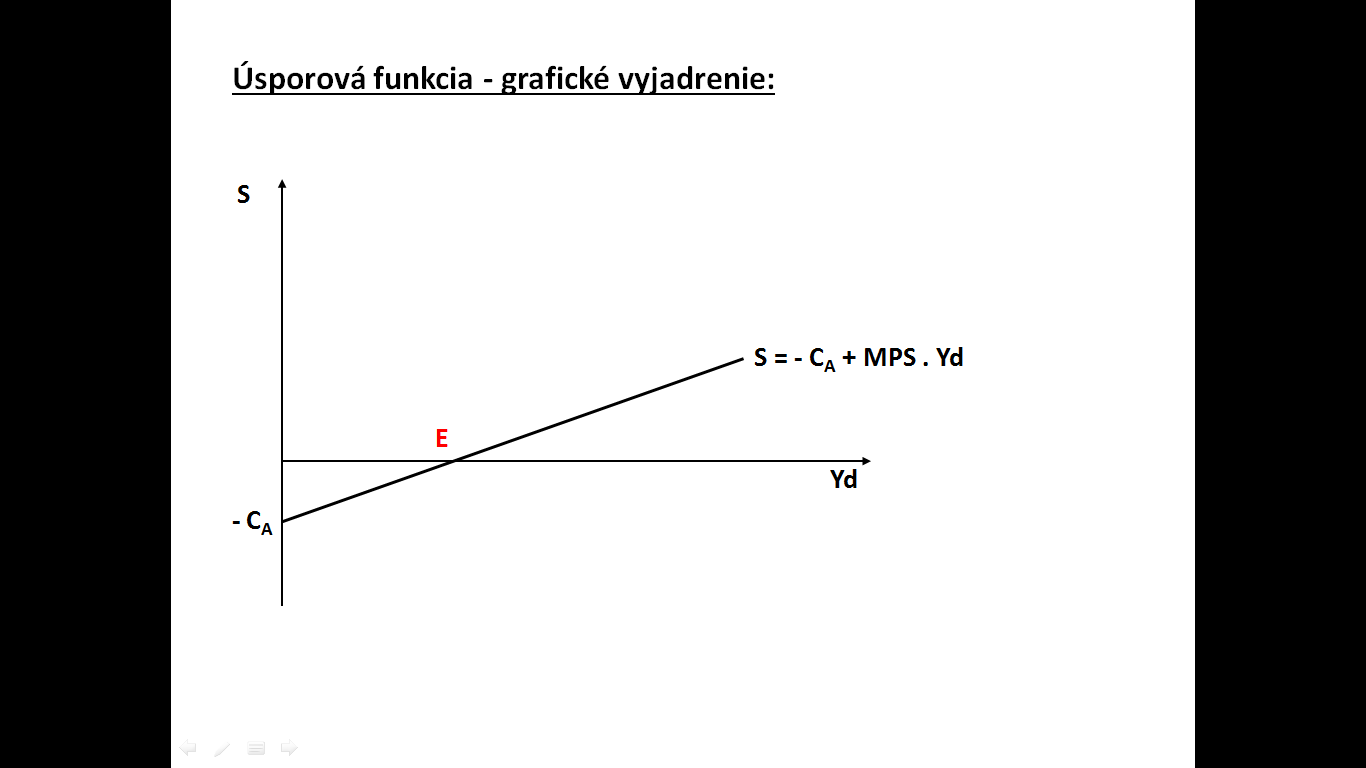 Úsporová funkcia - grafické vyjadrenie:
S
S = - CA + MPS . Yd
E
Yd
- CA